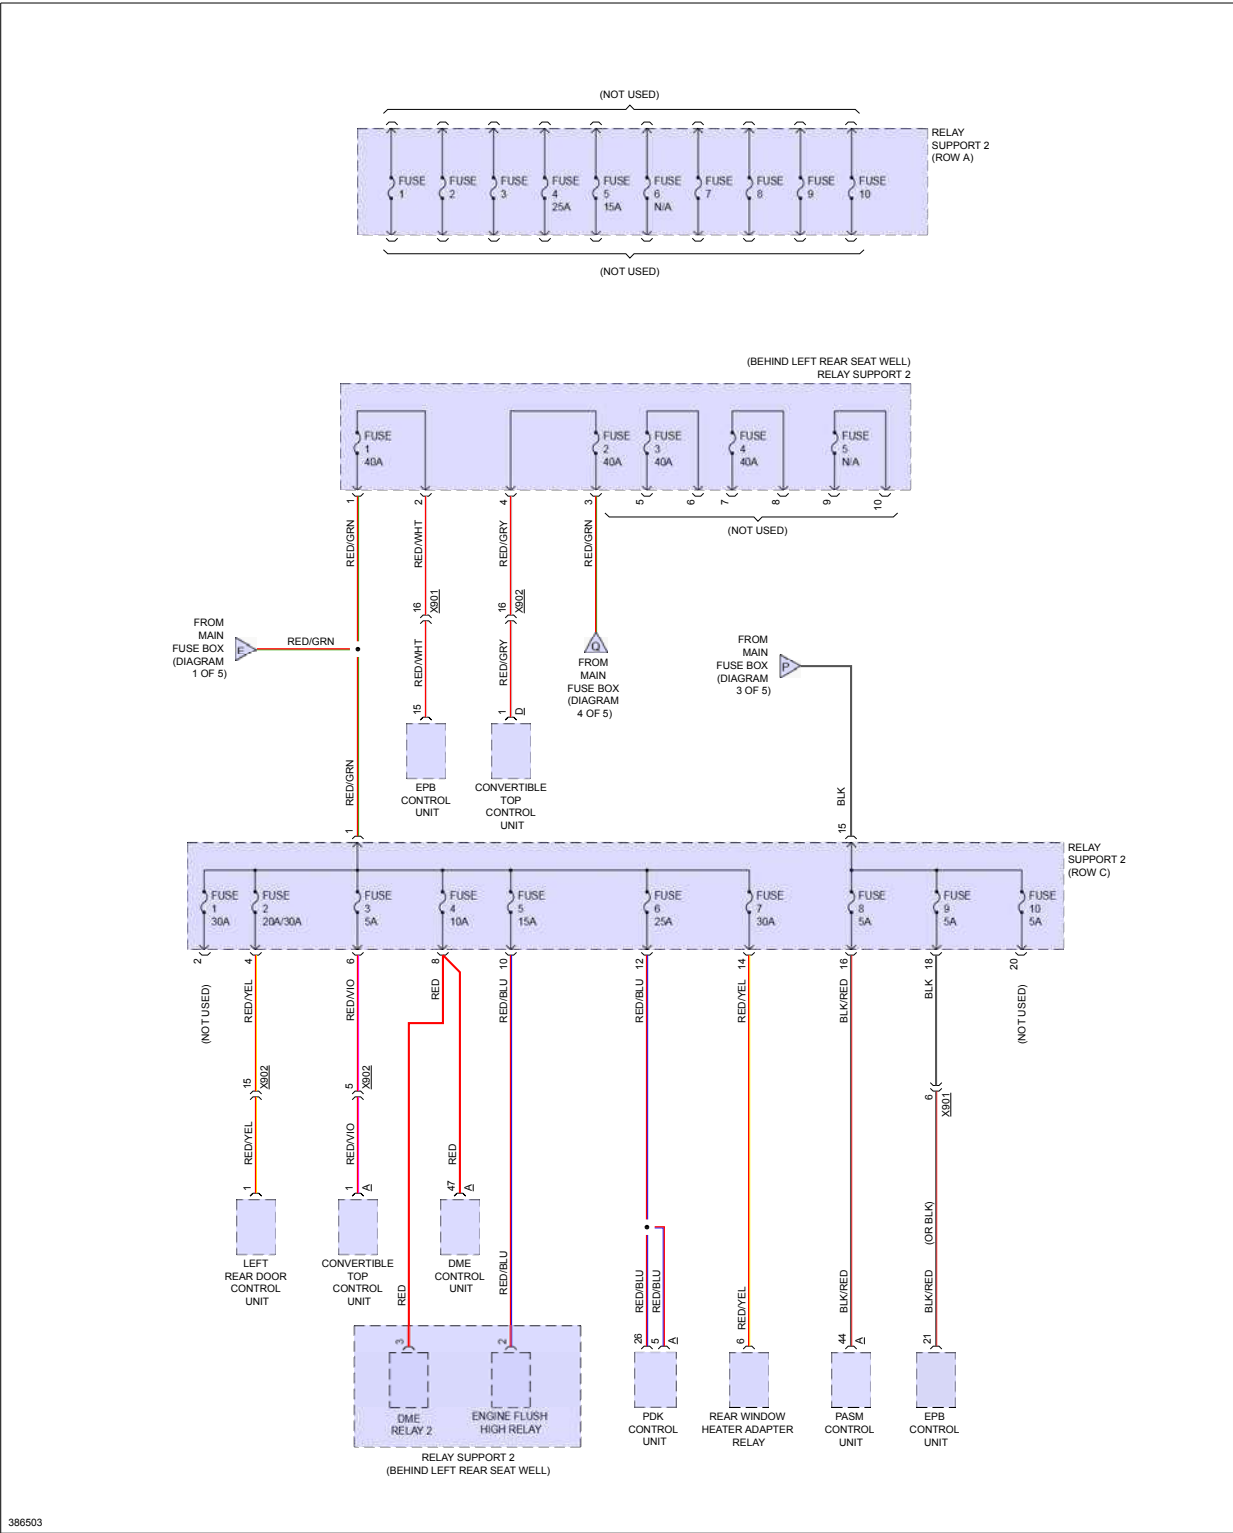 (NOT USED)
RELAY
SUPPORT 2
(ROW A)
FUSE
1
FUSE
2
FUSE
3
FUSE
4
25A
FUSE
5
15A
FUSE
6
N/A
FUSE
7
FUSE
8
FUSE
9
FUSE
10
(NOT USED)
(BEHIND LEFT REAR SEAT WELL)
RELAY SUPPORT 2
FUSE
1
40A
FUSE
2
40A
FUSE
3
40A
FUSE
4
40A
FUSE
5
N/A
1
2
4
3
5
6
7
8
9
10
(NOT USED)
RED/GRN
RED/WHT
RED/GRY
RED/GRN
16
X901
16
X902
FROM
MAIN
FUSE BOX
(DIAGRAM
1 OF 5)
E
RED/GRN
RED/WHT
RED/GRY
Q
FROM
MAIN
FUSE BOX
(DIAGRAM
4 OF 5)
FROM
MAIN
FUSE BOX
(DIAGRAM
3 OF 5)
P
15
1
D
EPB
CONTROL
UNIT
CONVERTIBLE
TOP
CONTROL
UNIT
RED/GRN
BLK
1
15
RELAY
SUPPORT 2
(ROW C)
FUSE
1
30A
FUSE
2
20A/30A
FUSE
3
5A
FUSE
4
10A
FUSE
5
15A
FUSE
6
25A
FUSE
7
30A
FUSE
8
5A
FUSE
9
5A
FUSE
10
5A
2
4
6
8
10
12
14
16
18
20
(NOT USED)
RED/YEL
RED/VIO
RED
RED/BLU
RED/BLU
RED/YEL
BLK/RED
BLK
(NOT USED)
15
X902
5
X902
6
X901
RED/YEL
RED/VIO
RED
1
1
A
47
A
(OR BLK)
LEFT
REAR DOOR
CONTROL
UNIT
CONVERTIBLE
TOP
CONTROL
UNIT
DME
CONTROL
UNIT
RED
RED/BLU
RED/BLU
RED/BLU
RED/YEL
BLK/RED
BLK/RED
3
2
26
5
A
6
44
A
21
DME
RELAY 2
ENGINE FLUSH
HIGH RELAY
PDK
CONTROL
UNIT
REAR WINDOW
HEATER ADAPTER
RELAY
PASM
CONTROL
UNIT
EPB
CONTROL
UNIT
RELAY SUPPORT 2
(BEHIND LEFT REAR SEAT WELL)
386503